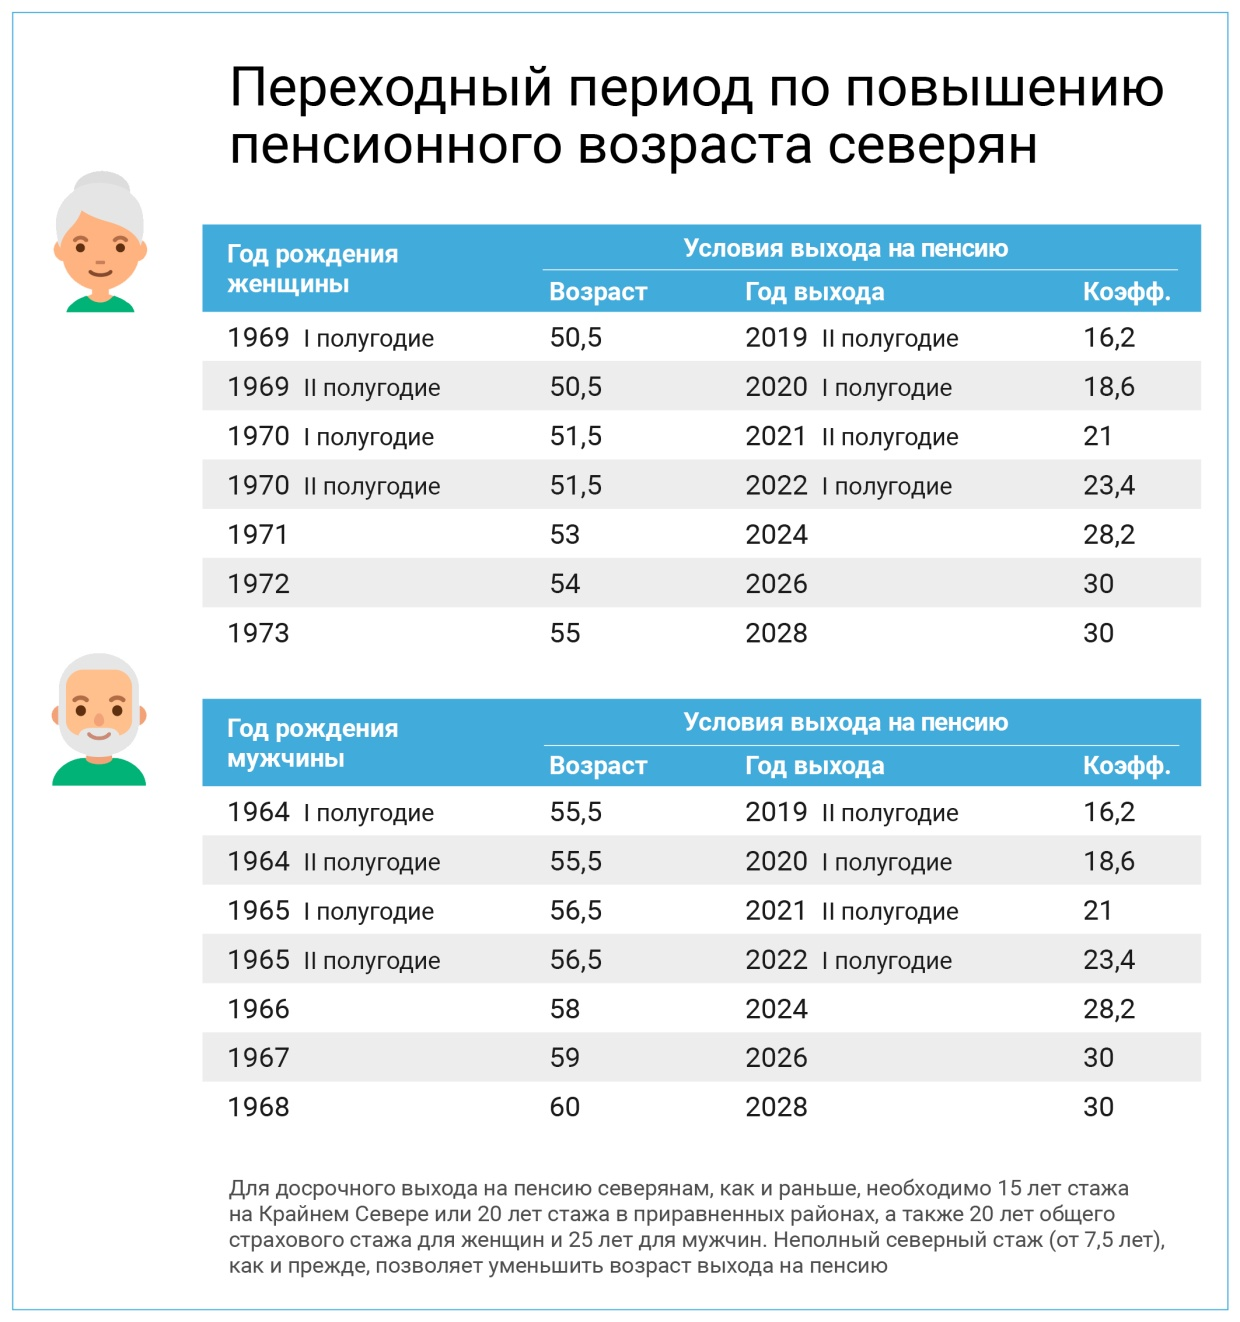 Переходный период по повышению
пенсионного возраста северян
Год рождения
женщины
Условия выхода на пенсию
Возраст Год выхода Коэфф.
1969 I полугодие 50,5 2019 II полугодие 16,2
1969 II полугодие 50,5 2020 I полугодие 18,6
1970 I полугодие 51,5 2021 II полугодие 21
1970 II полугодие 51,5 2022 I полугодие 23,4
1971 53 2024 28,2
1972 54 2026 30
1973 55 2028 30
Год рождения
мужчины
Условия выхода на пенсию
Возраст Год выхода Коэфф.
1964 I полугодие 55,5 2019 II полугодие 16,2
1964 II полугодие 55,5 2020 I полугодие 18,6
1965 I полугодие 56,5 2021 II полугодие 21
1965 II полугодие 56,5 2022 I полугодие 23,4
1966 58 2024 28,2
1967 59 2026 30
1968 60 2028 30
Для досрочного выхода на пенсию северянам, как и раньше, необходимо 15 лет стажа
на Крайнем Севере или 20 лет стажа в приравненных районах, а также 20 лет общего
страхового стажа для женщин и 25 лет для мужчин. Неполный северный стаж (от 7,5 лет),
как и прежде, позволяет уменьшить возраст выхода на пенсию